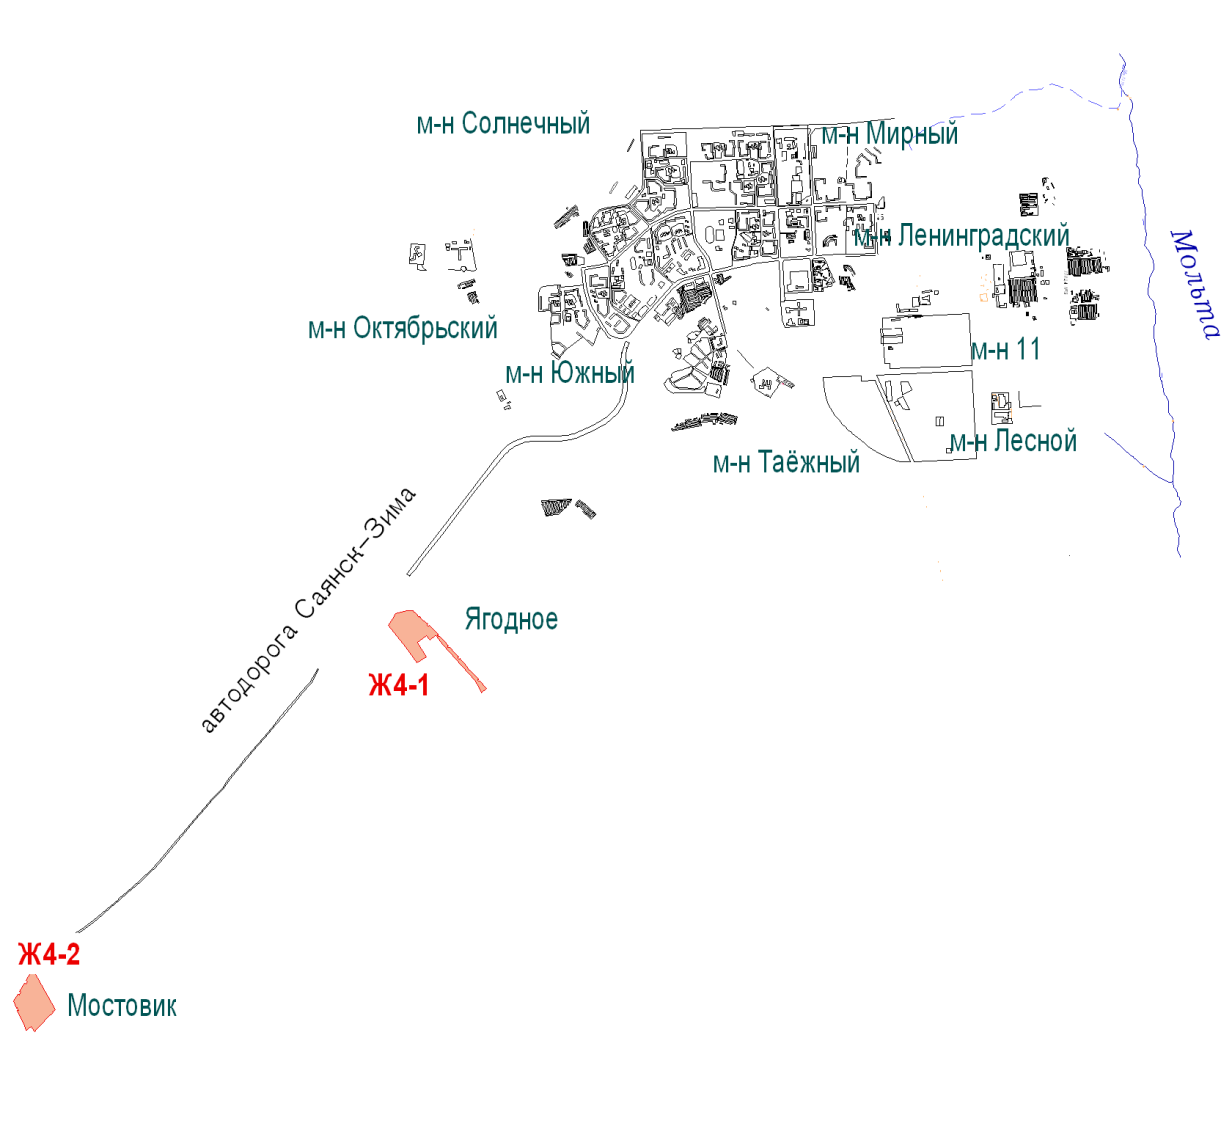 м-н Солнечный
м-н Мирный
м-н Ленинградский
Мольта
м-н Октябрьский
м-н 11
м-н Южный
м-н Лесной
м-н Таёжный
автодорога Саянск-Зима
Ягодное
Ж4-1
Ж4-2
Мостовик